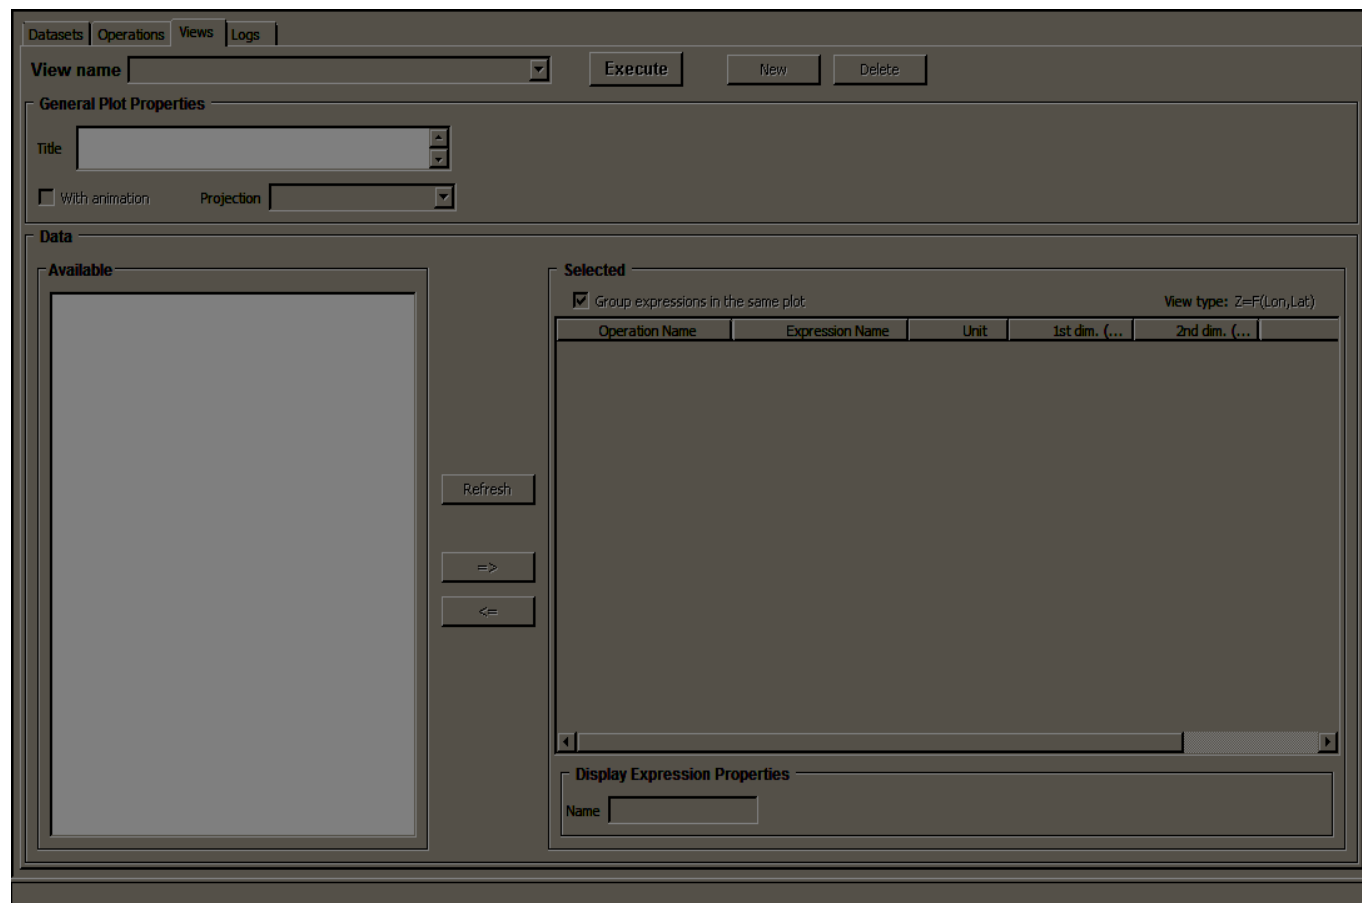 Datasets Operations Views Logs
View name Execute New Delete
General Plot Properties
Title
With animation Projection
Data
Available Selected
Group expressions in the same plot View type: Z=F(Lon,Lat)
Operation Name Expression Name Unit 1st dim. (... 2nd dim. (...
Refresh
=>
<=
Display Expression Properties
Name